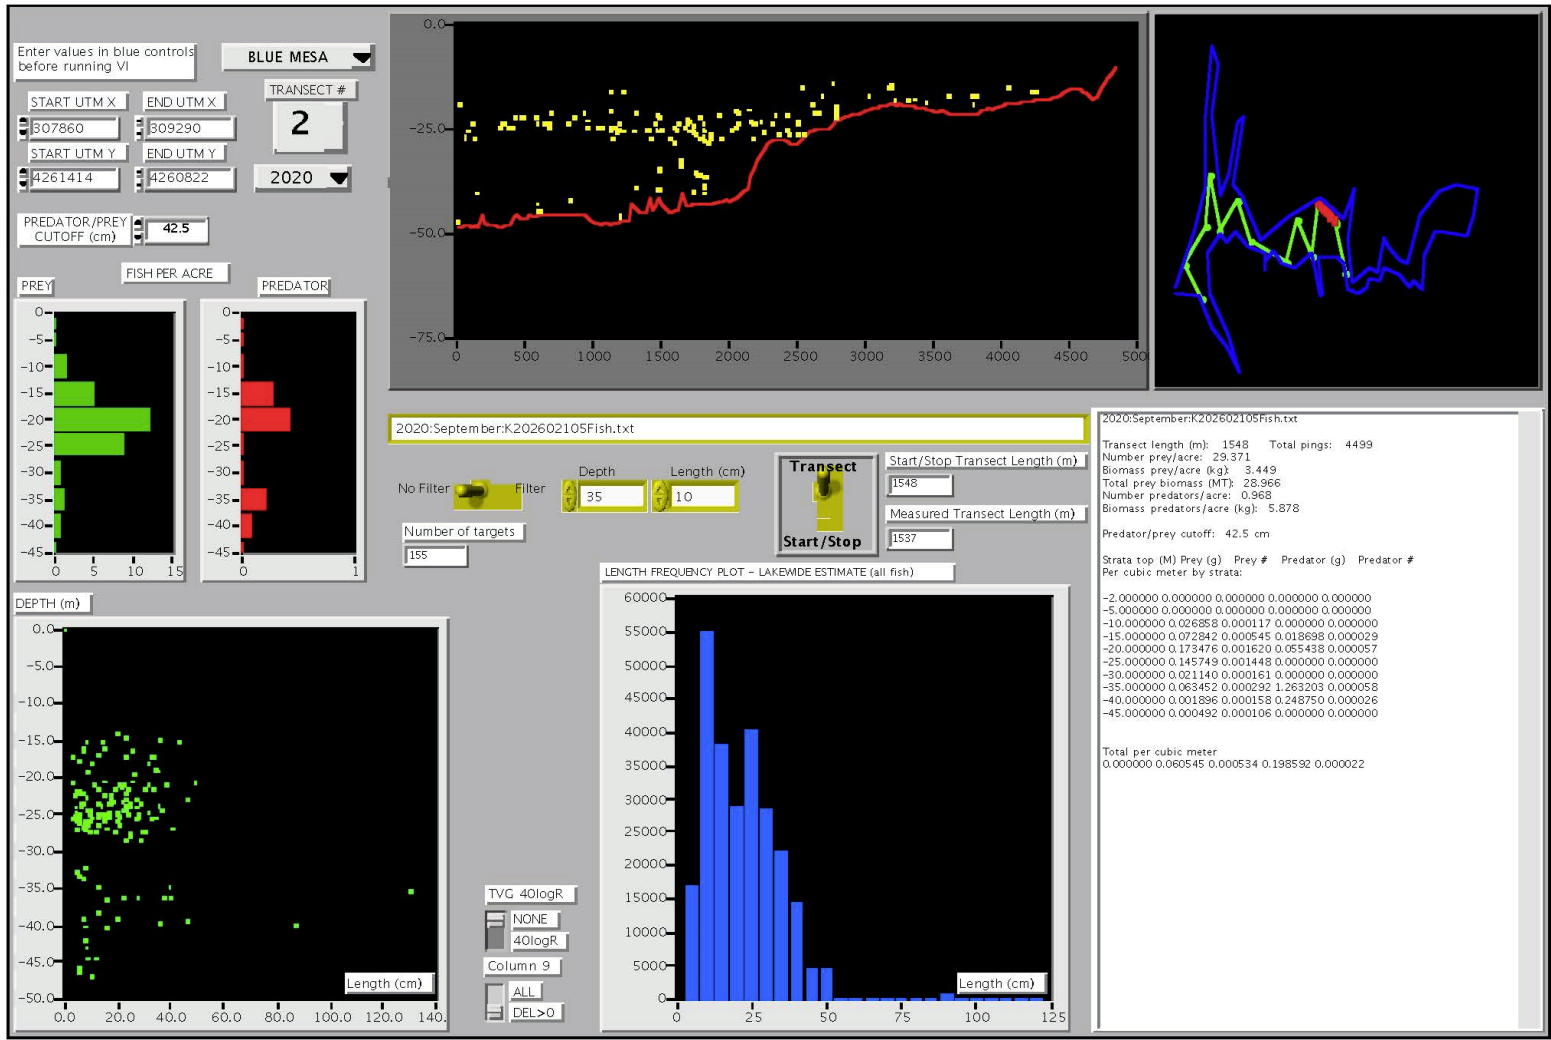 Enter values in blue controls
before running VI
BLUE MESA
START UTM X
END UTM X
TRANSECT #
307860
309290
2
START UTM Y
END UTM Y
4261414
4260822
2020
PREDATOR/PREY
CUTOFF (cm)
42.5
FISH PER ACRE
PREY
PREDATOR
0
-5
-10
-15
-20
-25
-30
-35
-40
-45
0 5 10 15
0
-5
-10
-15
-20
-25
-30
-35
-40
-45
0 1
0.0
-25.0
-50.0
-75.0
0 500 1000 1500 2000 2500 3000 3500 4000 4500 5000
2020:September:K202602105Fish.txt
No Filter
Filter
Depth
35
Length (cm)
10
Number of targets
155
Transect
Start/Stop
Start/Stop Transect Length (m)
1548
Measured Transect Length (m)
1537
DEPTH (m)
0.0
-5.0
-10.0
-15.0
-20.0
-25.0
-30.0
-35.0
-40.0
-45.0
-50.0
Length (cm)
0.0 20.0 40.0 60.0 80.0 100.0 120.0 140.
TVG 40logR
NONE
40logR
Column 9
ALL
DEL>0
LENGTH FREQUENCY PLOT - LAKEWIDE ESTIMATE (all fish)
60000
55000
50000
45000
40000
35000
30000
25000
20000
15000
10000
5000
0
Length (cm)
0 25 50 75 100 125
2020:September:K202602105Fish.txt
Transect length (m): 1548 Total pings: 4499
Number prey/acre: 29.371
Biomass prey/acre (kg): 3.449
Total prey biomass (MT): 28.966
Number predators/acre: 0.968
Biomass predators/acre (kg): 5.878
Predator/prey cutoff: 42.5 cm
Strata top (M) Prey (g) Prey # Predator (g) Predator #
Per cubic meter by strata:
-2.000000 0.000000 0.000000 0.000000 0.000000
-5.000000 0.000000 0.000000 0.000000 0.000000
-10.000000 0.026858 0.000117 0.000000 0.000000
-15.000000 0.072842 0.000545 0.018698 0.000029
-20.000000 0.173476 0.001620 0.055438 0.000057
-25.000000 0.145749 0.001448 0.000000 0.000000
-30.000000 0.021140 0.000161 0.000000 0.000000
-35.000000 0.063452 0.000292 1.263203 0.000058
-40.000000 0.001896 0.000158 0.248750 0.000026
-45.000000 0.000492 0.000106 0.000000 0.000000
Total per cubic meter
0.000000 0.060545 0.000534 0.198592 0.000022